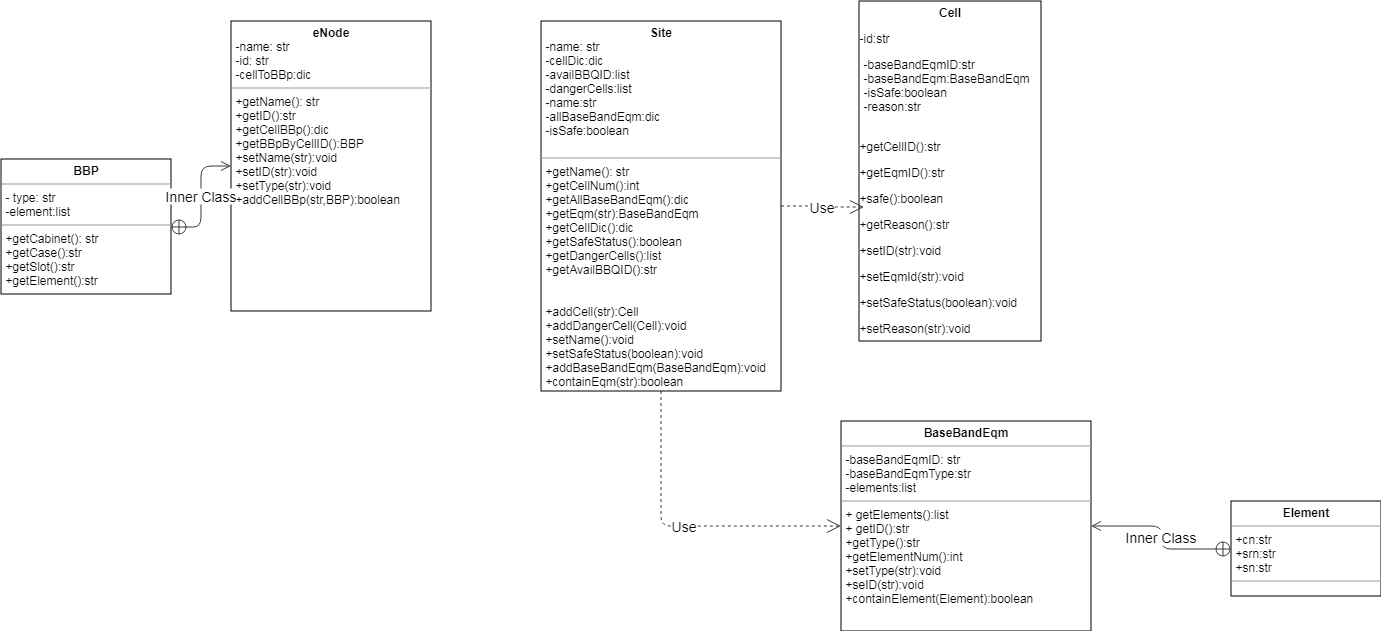 BBP
- type: str
-element:list
+getCabinet(): str
+getCase():str
+getSlot():str
+getElement():str
Inner Class
eNode
-name: str
-id: str
-cellToBBp:dic
+getName(): str
+getID():str
+getCellBBp():dic
+getBBpByCellID():BBP
+setName(str):void
+setID(str):void
+setType(str):void
+addCellBBp(str,BBP):boolean
Site
-name: str
-cellDic:dic
-availBBQID:list
-dangerCells:list
-name:str
-allBaseBandEqm:dic
-isSafe:boolean
+getName(): str
+getCellNum():int
+getAllBaseBandEqm():dic
+getEqm(str):BaseBandEqm
+getCellDic():dic
+getSafeStatus():boolean
+getDangerCells():list
+getAvailBBQID():str
+addCell(str):Cell
+addDangerCell(Cell):void
+setName():void
+setSafeStatus(boolean):void
+addBaseBandEqm(BaseBandEqm):void
+containEqm(str):boolean
Use
Cell
-id:str
-baseBandEqmID:str
-baseBandEqm:BaseBandEqm
-isSafe:boolean
-reason:str
+getCellID():str
+getEqmID():str
+safe():boolean
+getReason():str
+setID(str):void
+setEqmId(str):void
+setSafeStatus(boolean):void
+setReason(str):void
Use
BaseBandEqm
-baseBandEqmID: str
-baseBandEqmType:str
-elements:list
+ getElements():list
+ getID():str
+getType():str
+getElementNum():int
+setType(str):void
+seID(str):void
+containElement(Element):boolean
Inner Class
Element
+cn:str
+srn:str
+sn:str